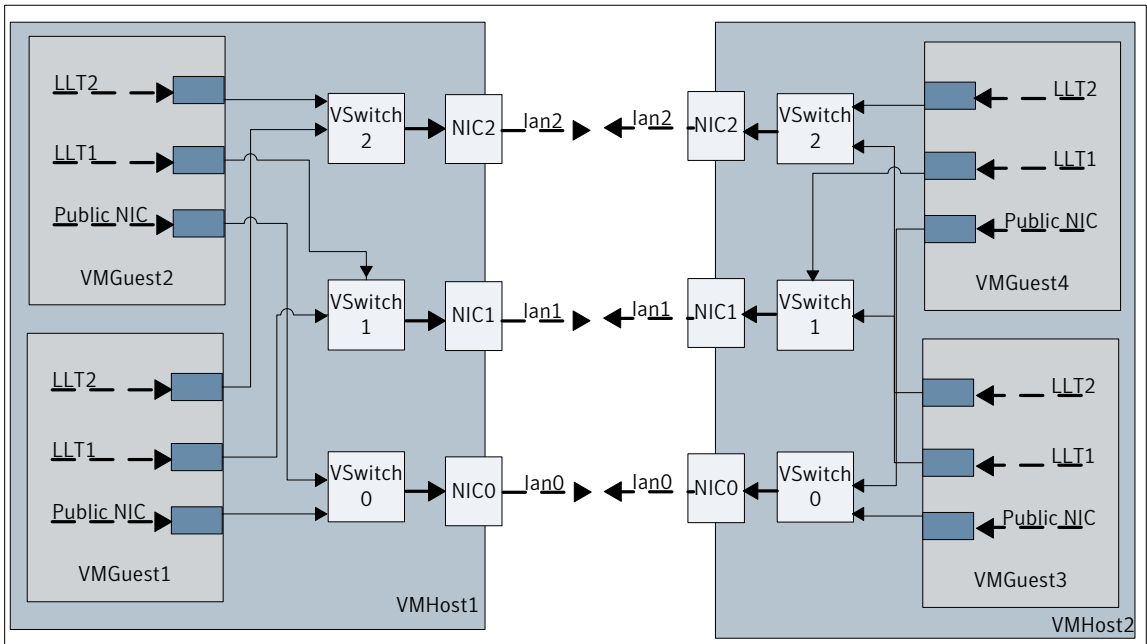 LLT2
LLT1
Public NIC
VMGuest2
LLT2
LLT1
Public NIC
VMGuest1
VSwitch
2
VSwitch
1
VSwitch
0
NIC2
NIC1
NIC0
VMHost1
lan2
lan1
lan0
lan2
lan1
lan0
NIC2
NIC1
NIC0
VSwitch
2
VSwitch
1
VSwitch
0
LLT2
LLT1
Public NIC
VMGuest4
LLT2
LLT1
Public NIC
VMGuest3
VMHost2